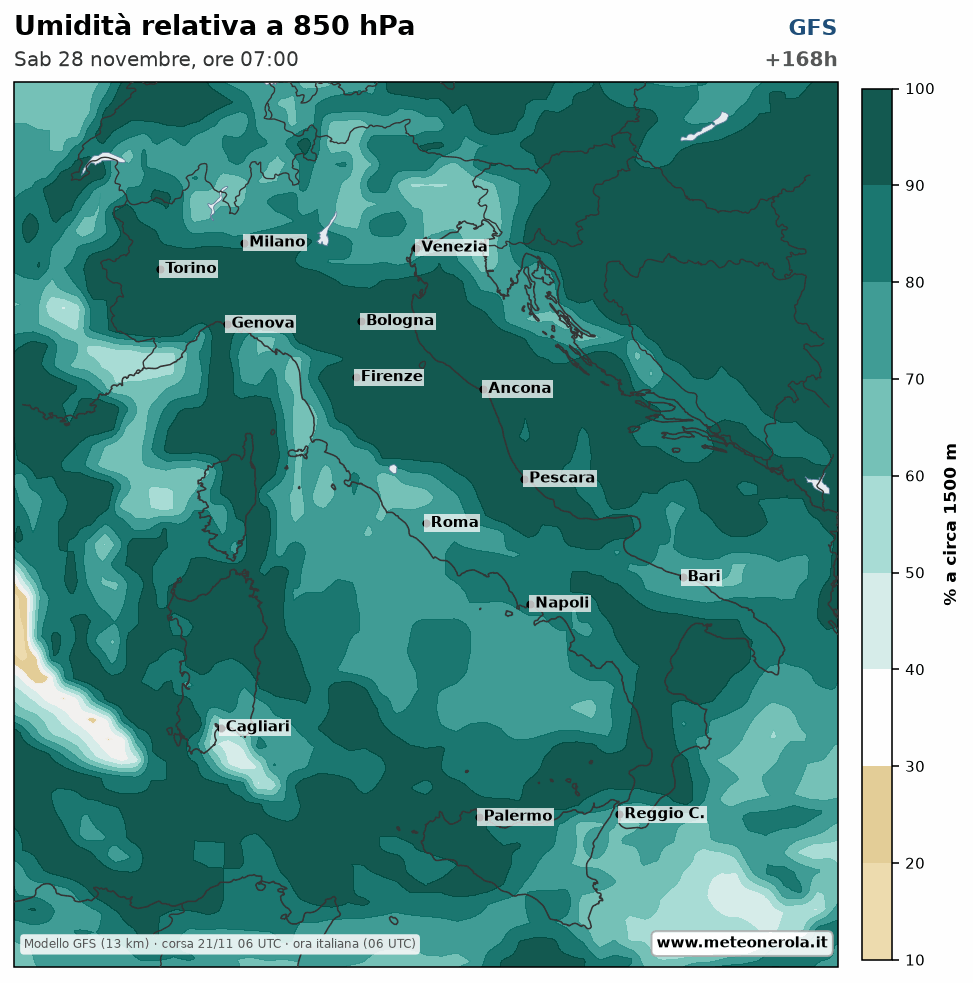 Umidità relativa a 850 hPa
GFS
Sab 28 novembre, ore 07:00
+168h
Milano
Venezia
Torino
Genova
Bologna
Firenze
Ancona
Pescara
Roma
Bari
Napoli
Cagliari
Palermo
Reggio C.
100
90
80
70
60
50
40
30
20
10
% a circa 1500 m
Modello GFS (13 km) · corsa 21/11 06 UTC · ora italiana (06 UTC)
www.meteonerola.it